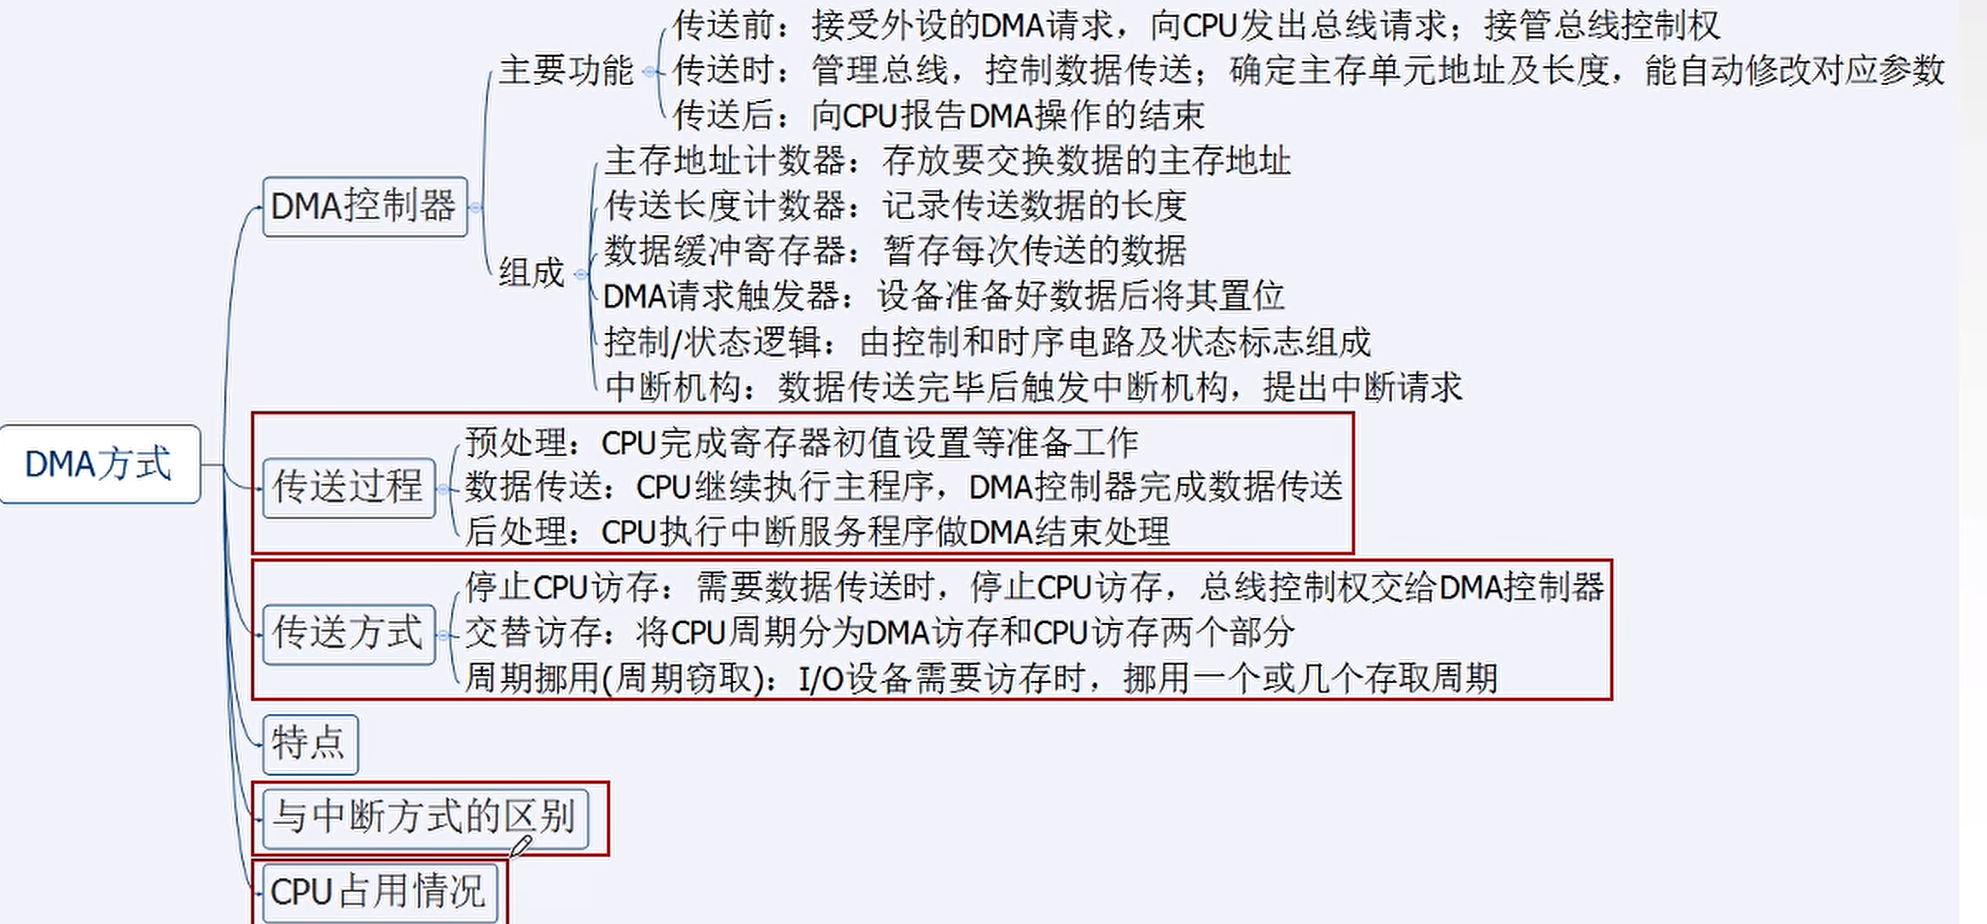 传送前：接受外设的DMA请求，向CPU发出总线请求；接管总线控制权
主要功能
传送时：管理总线，控制数据传送；确定主存单元地址及长度，能自动修改对应参数
传送后：向CPU报告DMA操作的结束
DMA控制器
主存地址计数器：存放要交换数据的主存地址
传送长度计数器：记录传送数据的长度
数据缓冲寄存器：暂存每次传送的数据
组成
DMA请求触发器：设备准备好数据后将其置位
控制/状态逻辑：由控制和时序电路及状态标志组成
中断机构：数据传送完毕后触发中断机构，提出中断请求
DMA方式
预处理：CPU完成寄存器初值设置等准备工作
传送过程
数据传送：CPU继续执行主程序，DMA控制器完成数据传送
后处理：CPU执行中断服务程序做DMA结束处理
停止CPU访存：需要数据传送时，停止CPU访存，总线控制权交给DMA控制器
传送方式
交替访存：将CPU周期分为DMA访存和CPU访存两个部分
周期挪用(周期窃取)：I/O设备需要访存时，挪用一个或几个存取周期
特点
与中断方式的区别
CPU占用情况